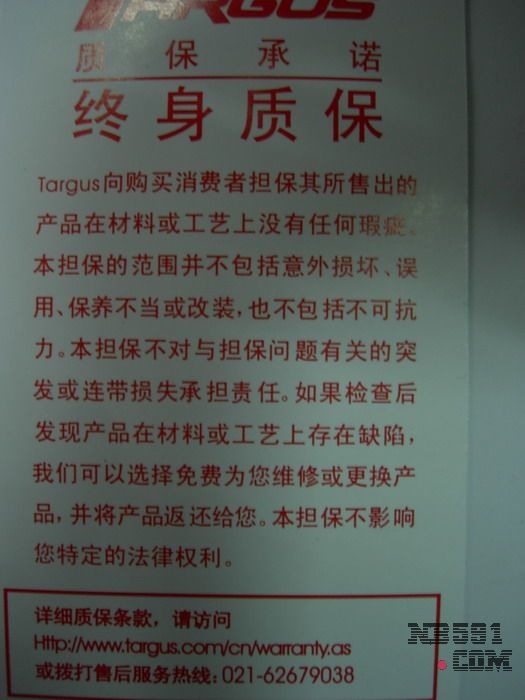 TARGUS
质保承诺
终身质保
Targus向购买消费者担保其所售出的
产品在材料或工艺上没有任何瑕疵。
本担保的范围并不包括意外损坏、误
用、保养不当或改装,也不包括不可抗
力。本担保不对与担保问题有关的突
发或连带损失承担责任。如果检查后
发现产品在材料或工艺上存在缺陷,
我们可以选择免费为您维修或更换产
品,并将产品返还给您。本担保不影响
您特定的法律权利。
详细质保条款,请访问
Http://www.targus.com/cn/warranty.as
或拨打售后服务热线:021-62679038
NB591
.COM